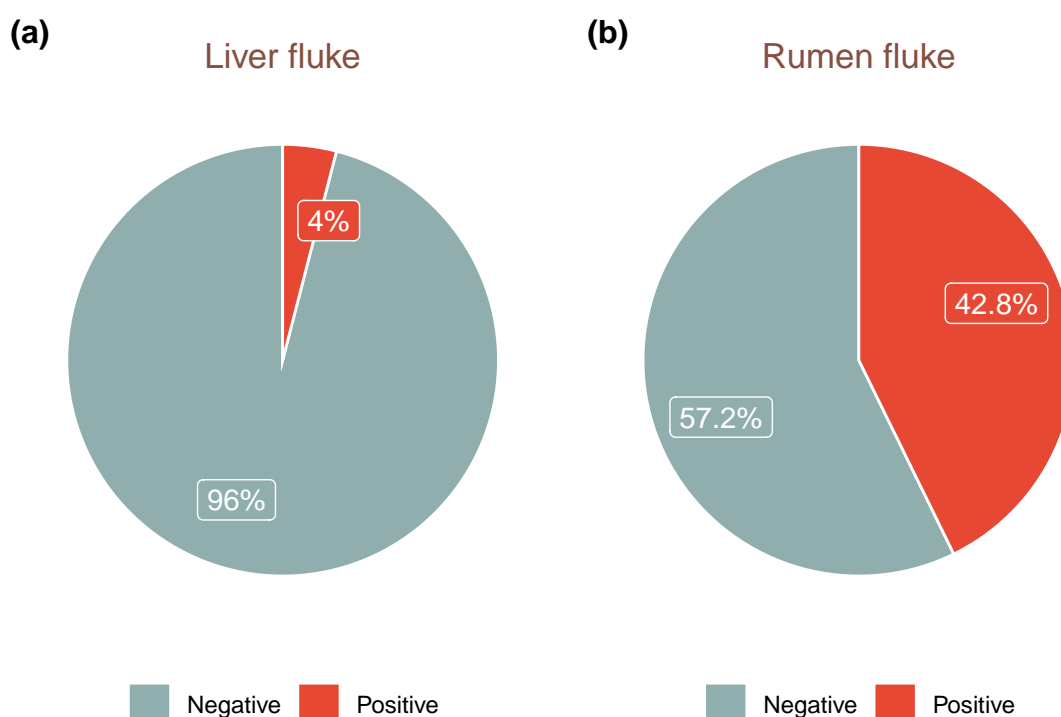 (a)
Liver fluke
4%
96%
Negative
Positive
(b)
Rumen fluke
42.8%
57.2%
Negative
Positive